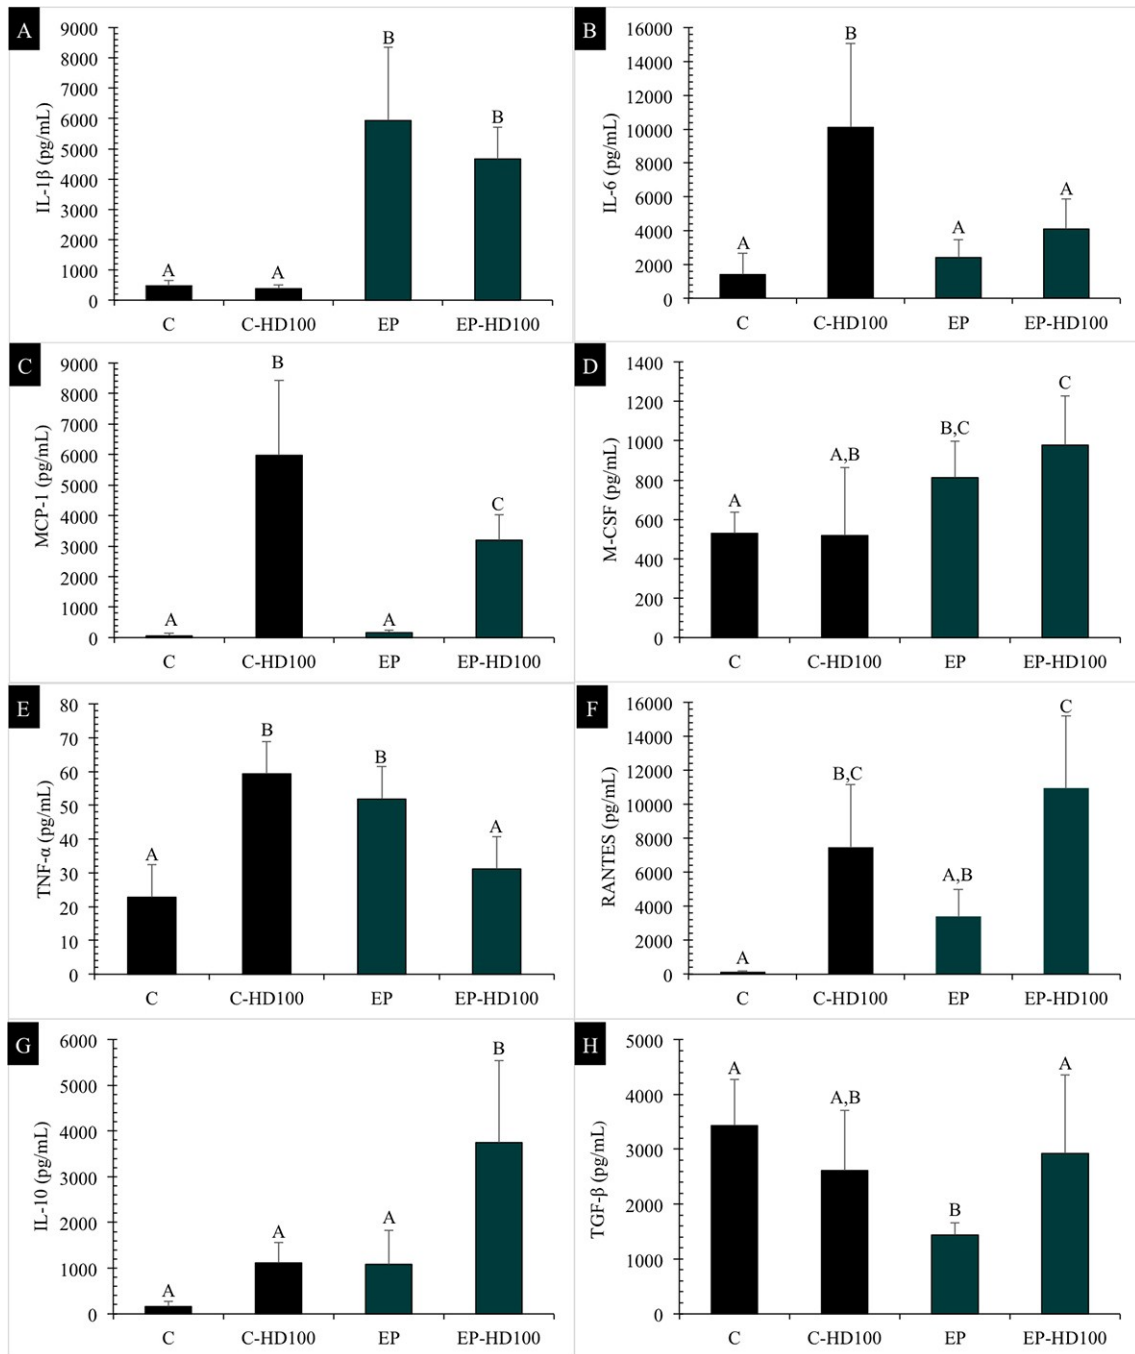 A
IL-1β (pg/mL)
9000
8000
7000
6000
5000
4000
3000
2000
1000
0
A
A
B
B
C C-HD100 EP EP-HD100
B
IL-6 (pg/mL)
16000
14000
12000
10000
8000
6000
4000
2000
0
A
B
A
A
C C-HD100 EP EP-HD100
C
MCP-1 (pg/mL)
9000
8000
7000
6000
5000
4000
3000
2000
1000
0
A
B
A
C
C C-HD100 EP EP-HD100
D
M-CSF (pg/mL)
1400
1200
1000
800
600
400
200
0
A
A,B
B,C
C
C C-HD100 EP EP-HD100
E
TNF-α (pg/mL)
80
70
60
50
40
30
20
10
0
A
B
B
A
C C-HD100 EP EP-HD100
F
RANTES (pg/mL)
16000
14000
12000
10000
8000
6000
4000
2000
0
A
B,C
A,B
C
C C-HD100 EP EP-HD100
G
IL-10 (pg/mL)
6000
5000
4000
3000
2000
1000
0
A
A
A
B
C C-HD100 EP EP-HD100
H
TGF-β (pg/mL)
5000
4000
3000
2000
1000
0
A
A,B
B
A
C C-HD100 EP EP-HD100